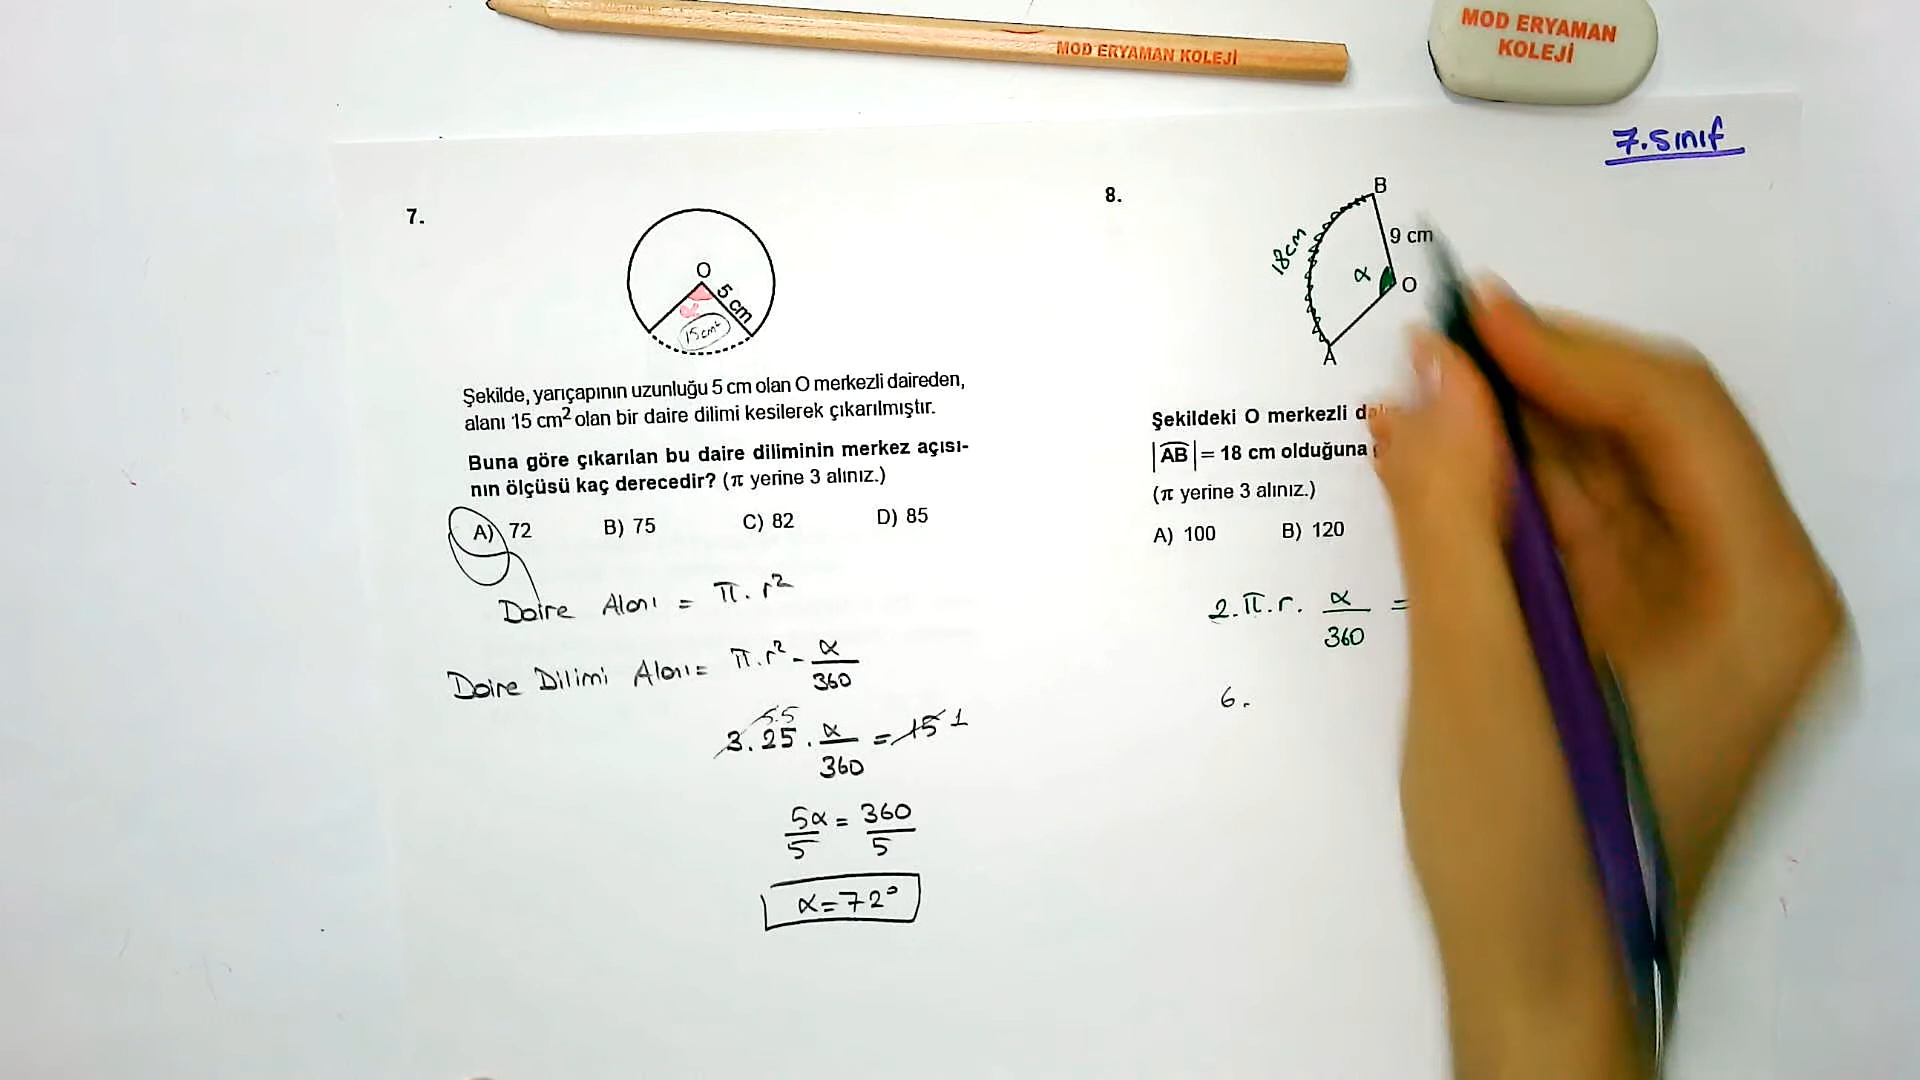 MOD ERYAMAN KOLEJİ
MOD ERYAMAN
KOLEJİ
7.Sınıf
7.
O
5 cm
α
15cm²
Şekilde, yarıçapının uzunluğu 5 cm olan O merkezli daireden,
alanı 15 cm² olan bir daire dilimi kesilerek çıkarılmıştır.
Buna göre çıkarılan bu daire diliminin merkez açısı-
nın ölçüsü kaç derecedir? (π yerine 3 alınız.)
A) 72 B) 75 C) 82 D) 85
Daire Alanı = π.r²
Daire Dilimi Alanı= π.r² - α/360
5.5
3.25 . α/360 = 15 1
5α/5 = 360/5
α=72°
8.
B
18cm
9 cm
α
O
A
Şekildeki O merkezli
|AB| = 18 cm olduğuna
(π yerine 3 alınız.)
A) 100 B) 120
2.π.r. α/360 =
6.